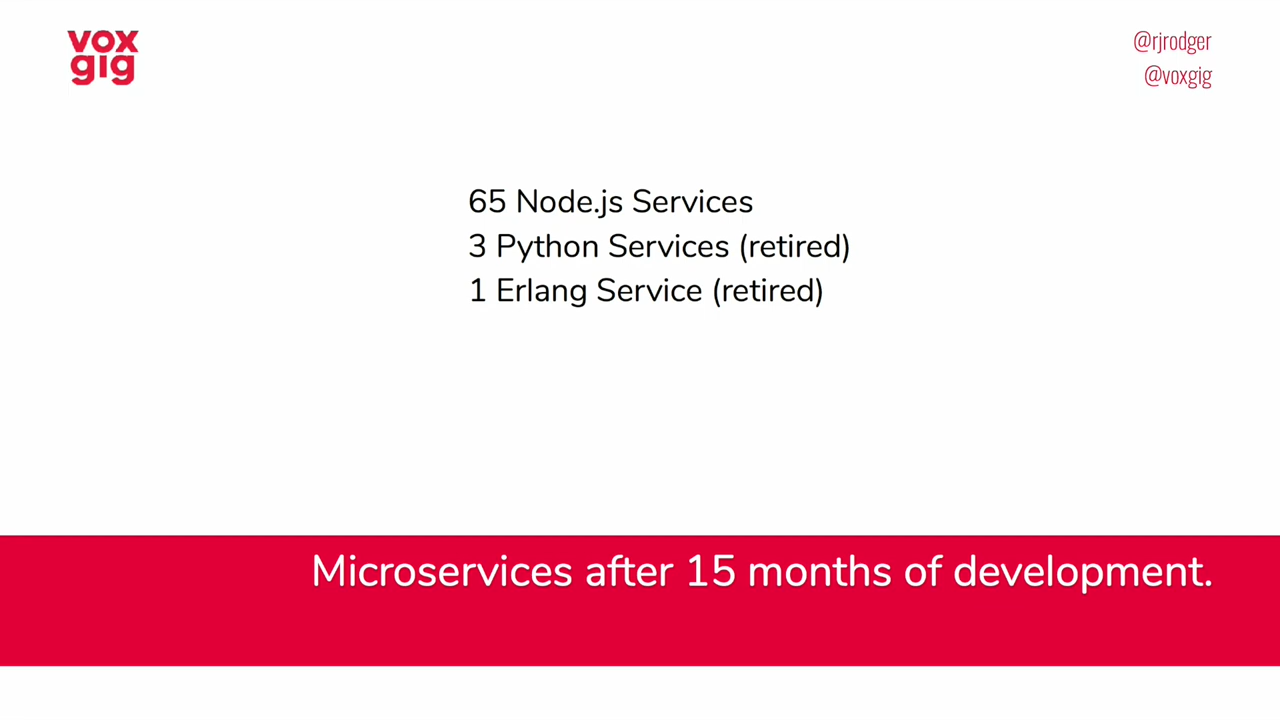 vox
gig
@rjrodger
@voxgig
65 Node.js Services
3 Python Services (retired)
1 Erlang Service (retired)
Microservices after 15 months of development.